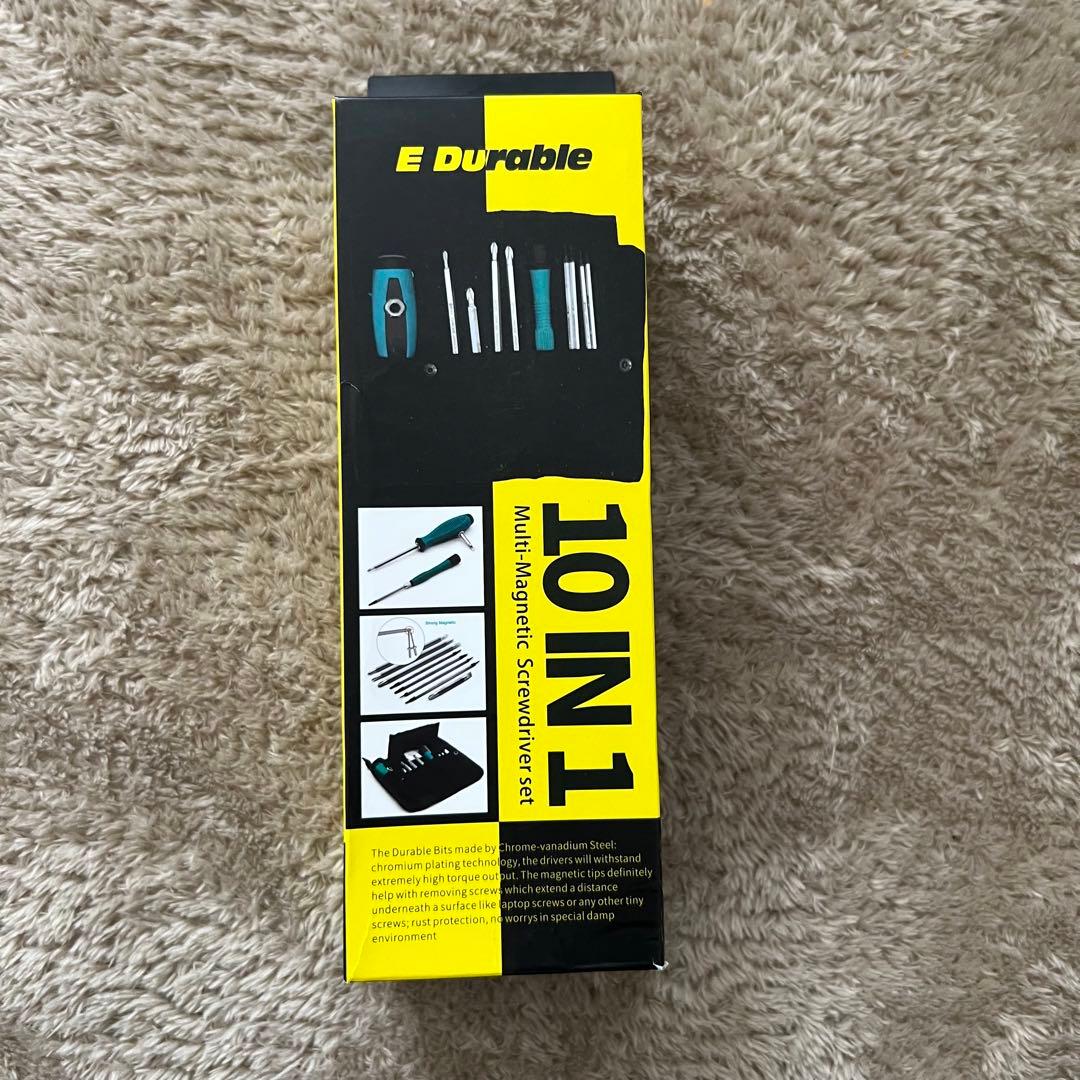 E Durable
10 IN 1
Multi-Magnetic Screwdriver set
Strong Magnetic
The Durable Bits made by Chrome-vanadium Steel:
chromium plating technology, the drivers will withstand
extremely high torque output. The magnetic tips definitely
help with removing screws which extend a distance
underneath a surface like laptop screws or any other tiny
screws; rust protection, no worrys in special damp
environment